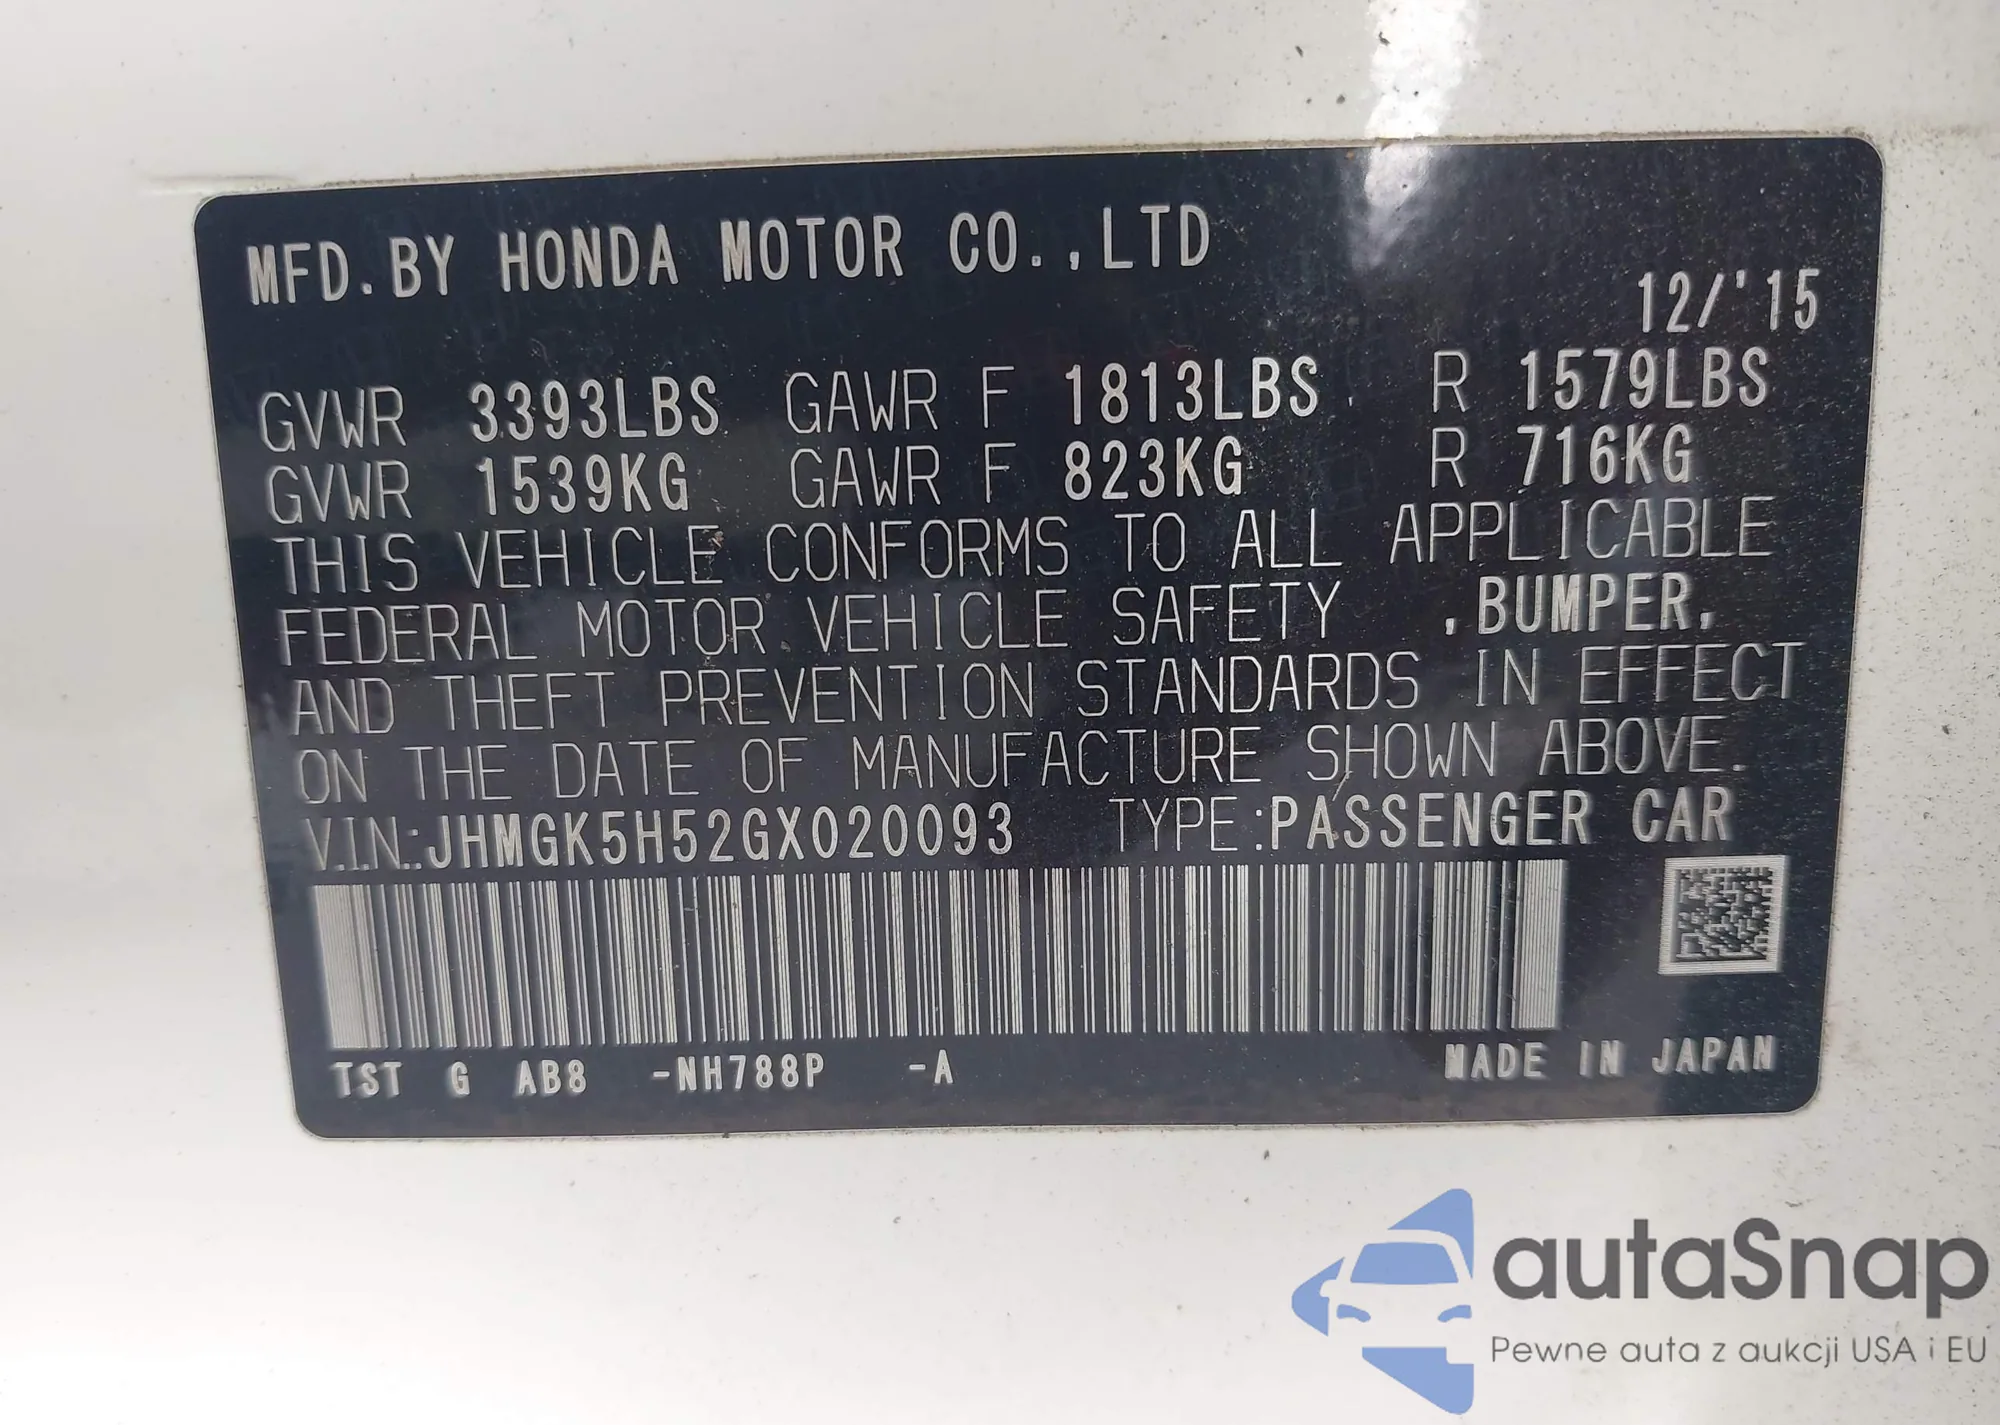 MFD.BY HONDA MOTOR CO.,LTD
12/'15
GVWR 3393LBS GAWR F 1813LBS R 1579LBS
GVWR 1539KG GAWR F 823KG R 716KG
THIS VEHICLE CONFORMS TO ALL APPLICABLE
FEDERAL MOTOR VEHICLE SAFETY ,BUMPER,
AND THEFT PREVENTION STANDARDS IN EFFECT
ON THE DATE OF MANUFACTURE SHOWN ABOVE.
V.I.N.:JHMGK5H52GX020093 TYPE:PASSENGER CAR
TST G AB8 -NH788P -A MADE IN JAPAN
autaSnap
Pewne auta z aukcji USA i EU